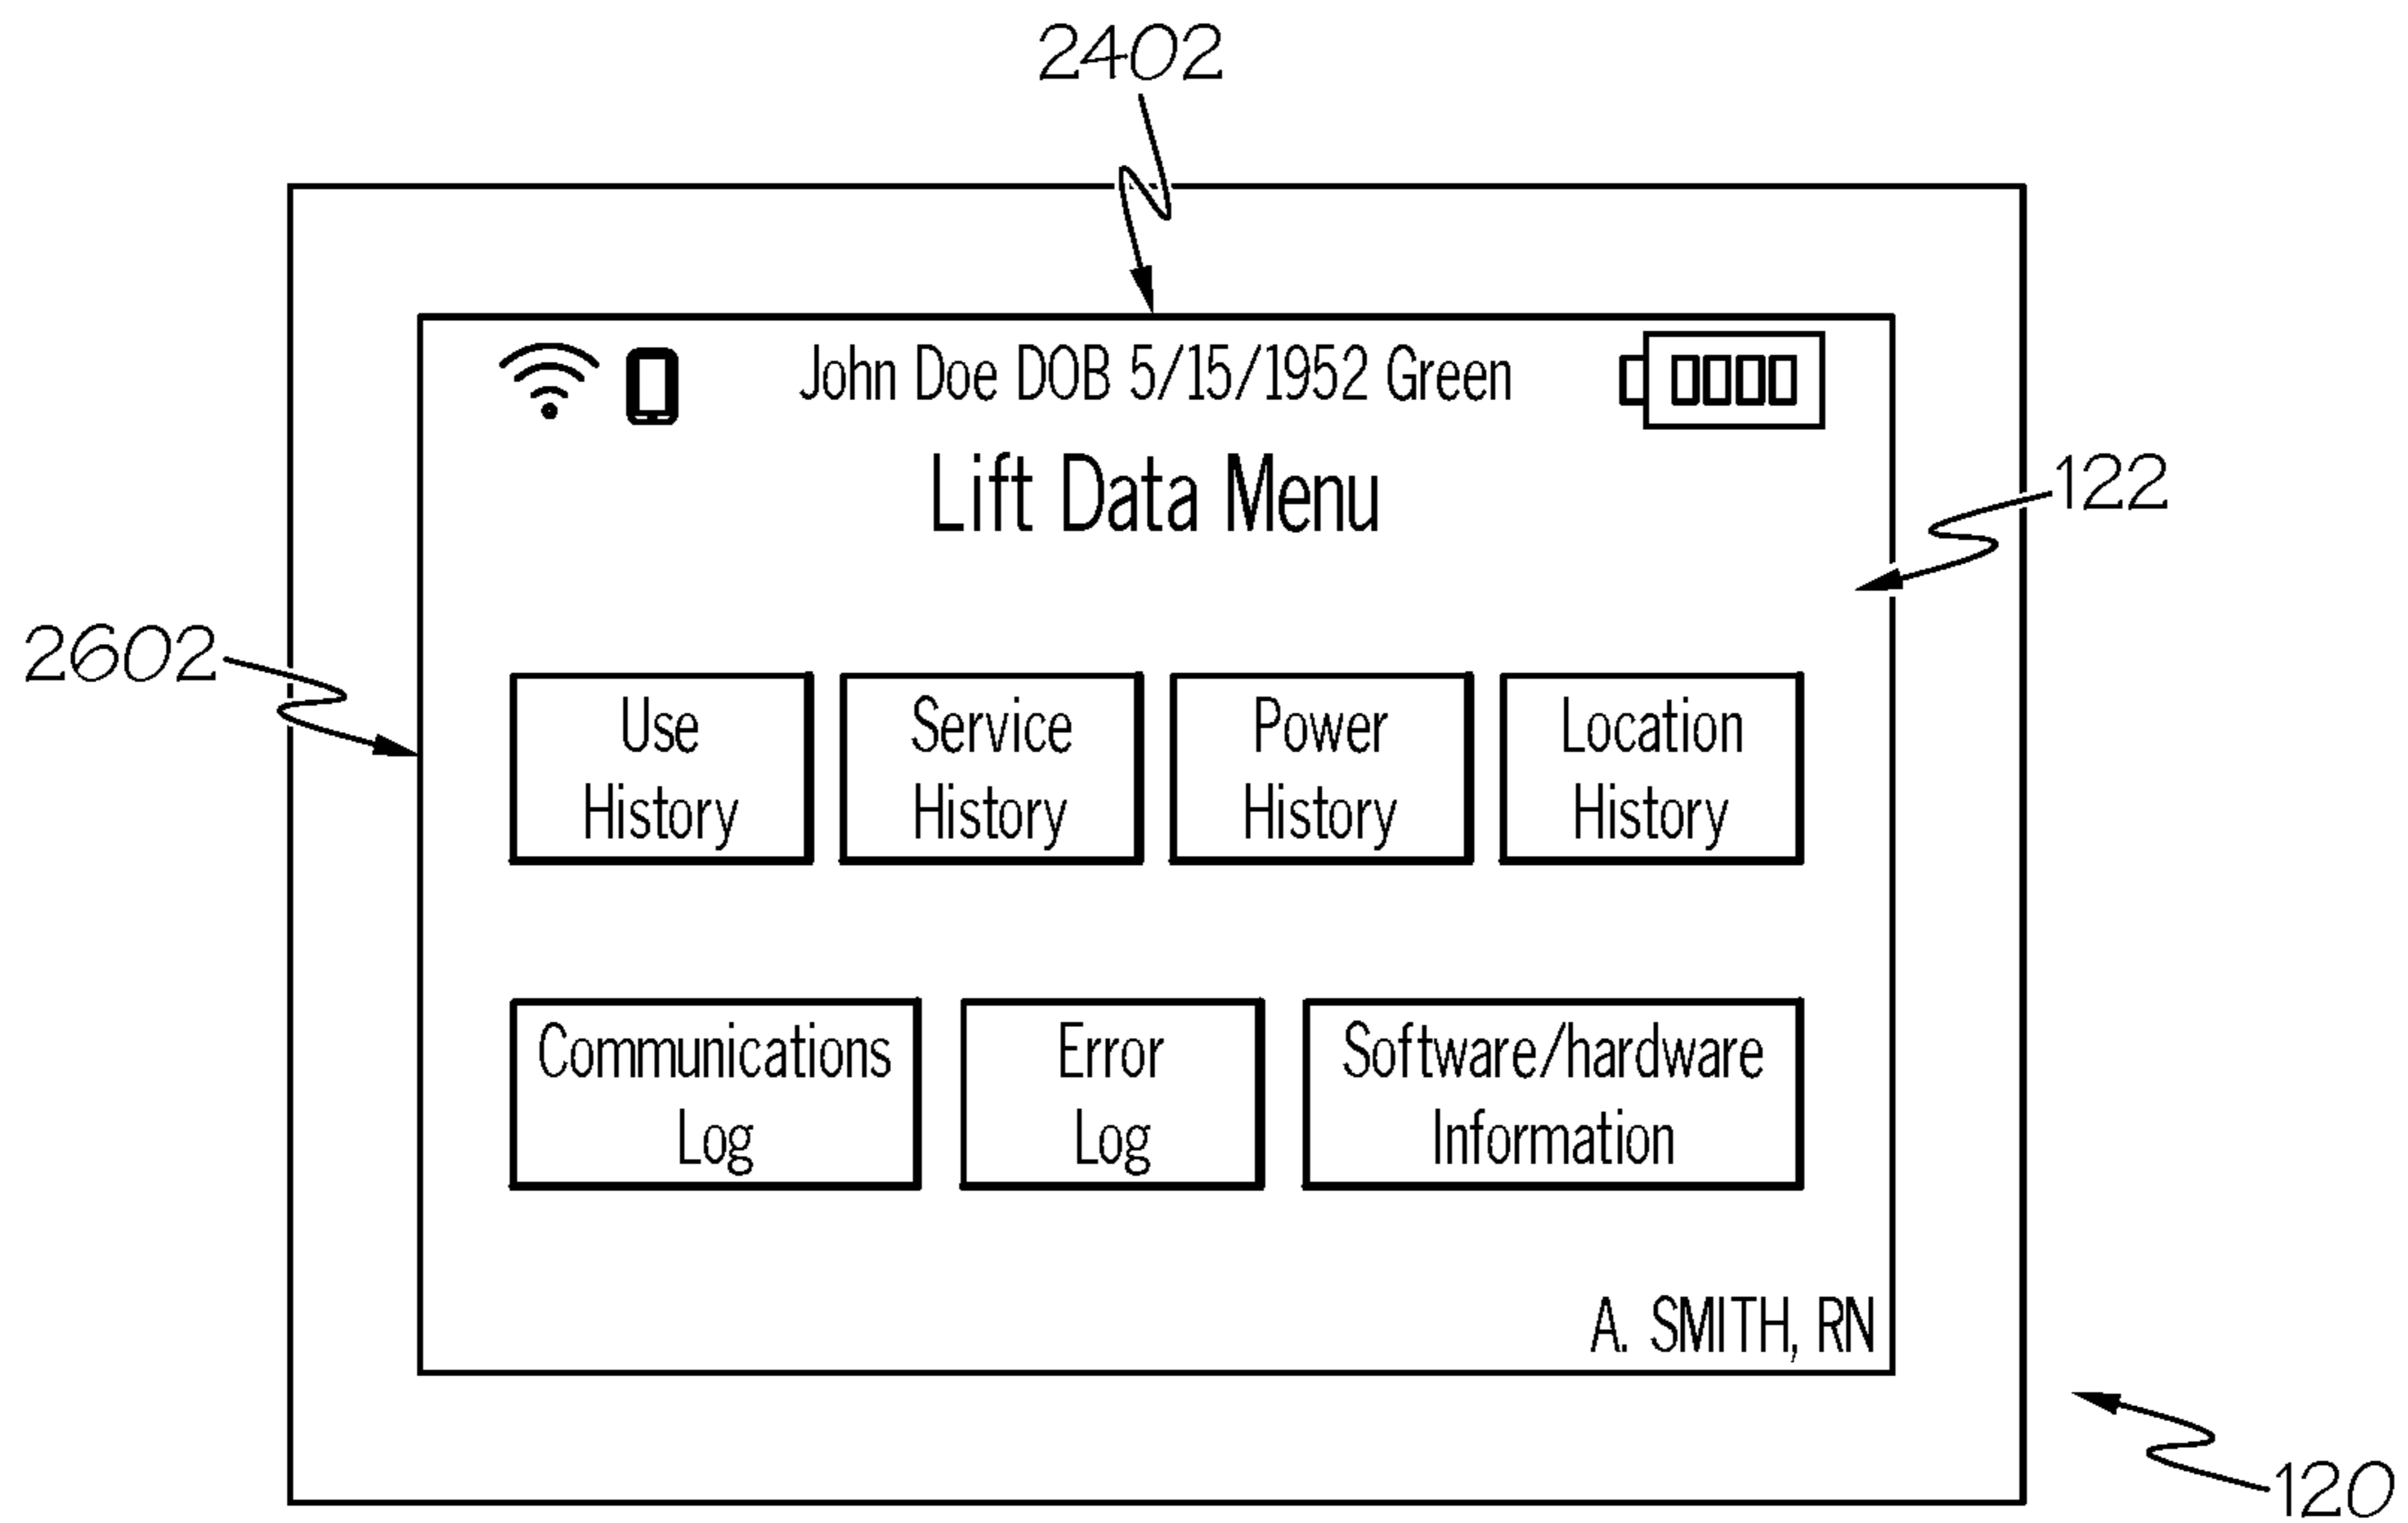 2402
John Doe DOB 5/15/1952 Green
Lift Data Menu
122
2602
Use
History
Service
History
Power
History
Location
History
Communications
Log
Error
Log
Software/hardware
Information
A. SMITH, RN
120